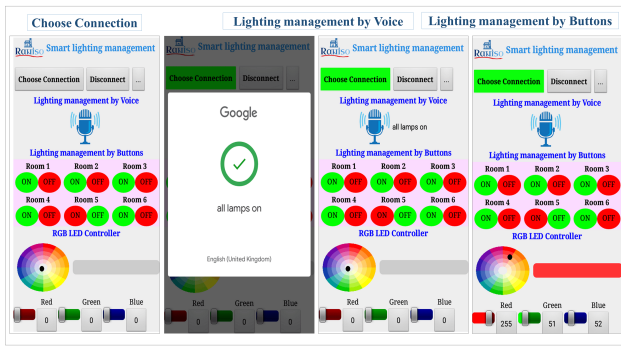 Choose Connection
Lighting management by Voice
Lighting management by Buttons
Raniso Smart lighting management
Choose Connection Disconnect ...
Lighting management by Voice
Lighting management by Buttons
Room 1 Room 2 Room 3
ON OFF ON OFF ON OFF
Room 4 Room 5 Room 6
ON OFF ON OFF ON OFF
RGB LED Controller
Red Green Blue
0 0 0
Smart lighting management
Choose Connection Disconnect ...
Google
all lamps on
English (United Kingdom)
Red Green Blue
0 0 0
Smart lighting management
Choose Connection Disconnect ...
Lighting management by Voice
all lamps on
Lighting management by Buttons
Room 1 Room 2 Room 3
ON OFF ON OFF ON OFF
Room 4 Room 5 Room 6
ON OFF ON OFF ON OFF
RGB LED Controller
Red Green Blue
0 0 0
Smart lighting management
Choose Connection Disconnect ...
Lighting management by Voice
Lighting management by Buttons
Room 1 Room 2 Room 3
ON OFF ON OFF ON OFF
Room 4 Room 5 Room 6
ON OFF ON OFF ON OFF
RGB LED Controller
Red Green Blue
255 51 52